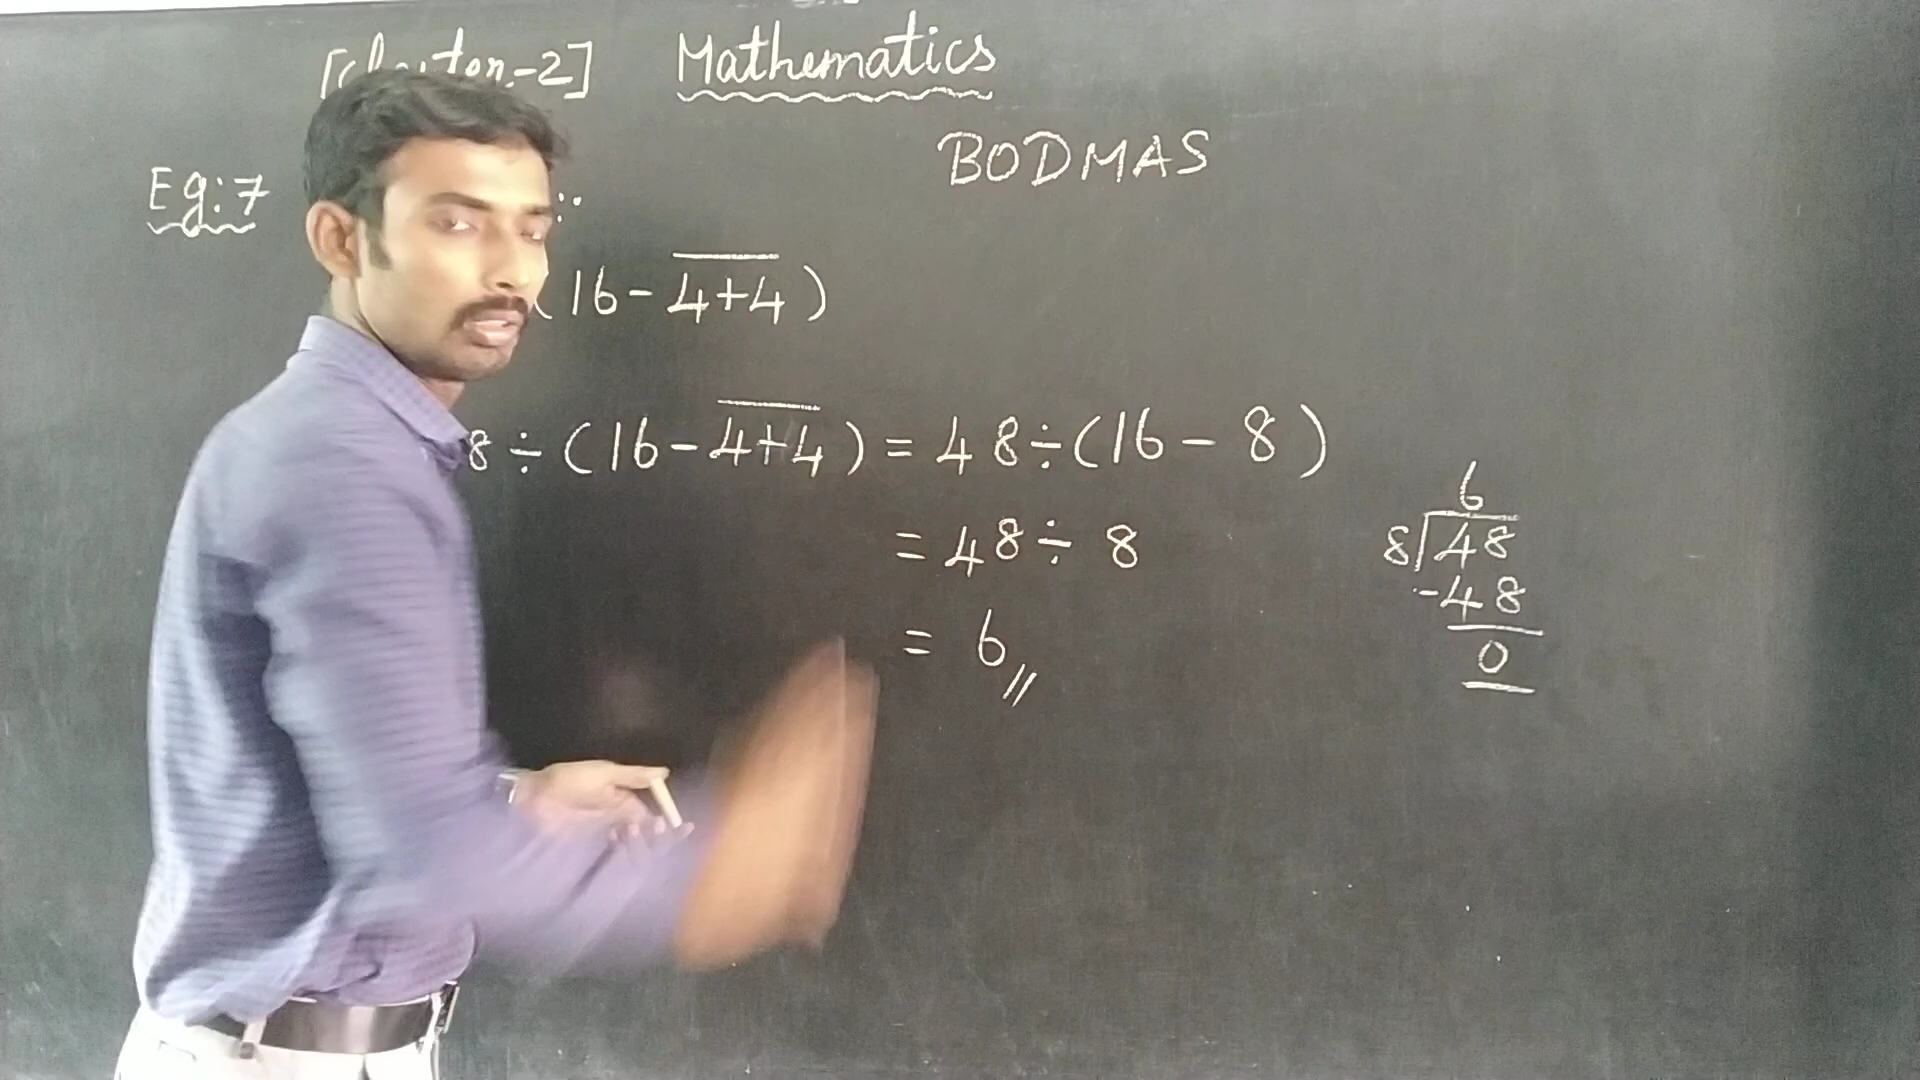 Mathematics
BODMAS
Eg:7
(16-4+4)
8÷(16-4+4)=48÷(16-8)
=48÷8
=6
6
8)48
-48
0